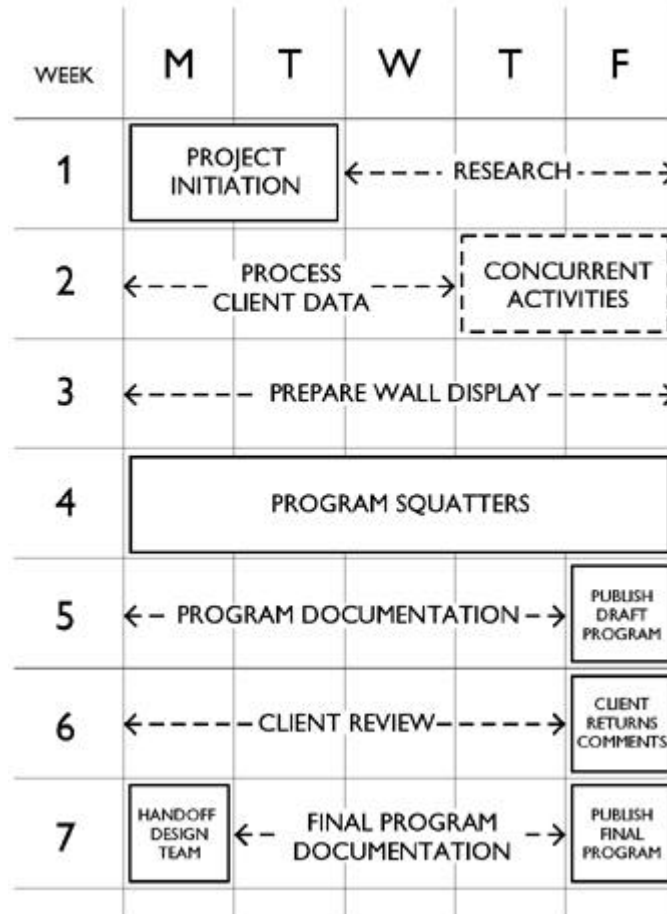 WEEK M T W T F
1 PROJECT INITIATION RESEARCH
2 PROCESS CLIENT DATA CONCURRENT ACTIVITIES
3 PREPARE WALL DISPLAY
4 PROGRAM SQUATTERS
5 PROGRAM DOCUMENTATION PUBLISH DRAFT PROGRAM
6 CLIENT REVIEW CLIENT RETURNS COMMENTS
7 HANDOFF DESIGN TEAM FINAL PROGRAM DOCUMENTATION PUBLISH FINAL PROGRAM